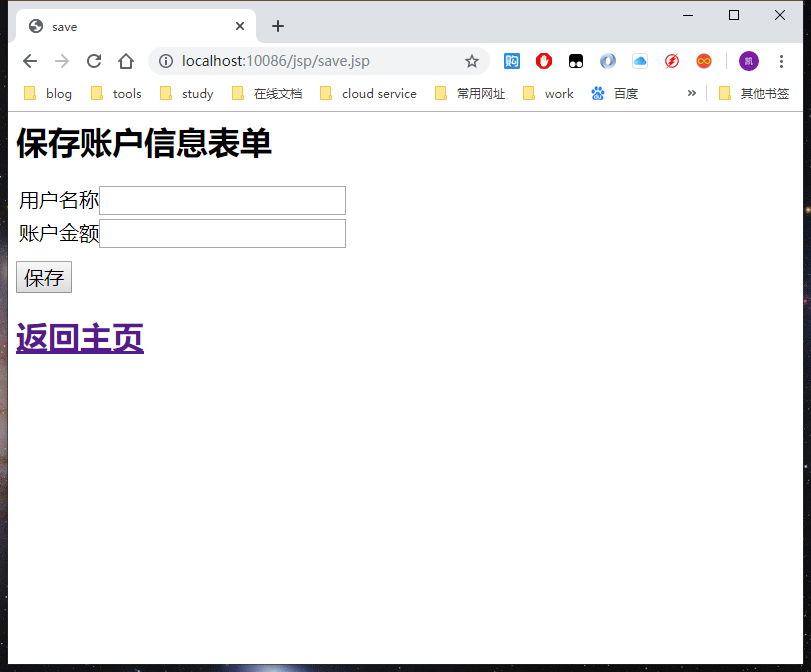 save
localhost:10086/jsp/save.jsp
购
凯
blog tools study 在线文档 cloud service 常用网址 work 百度 » 其他书签
保存账户信息表单
用户名称
账户金额
保存
返回主页